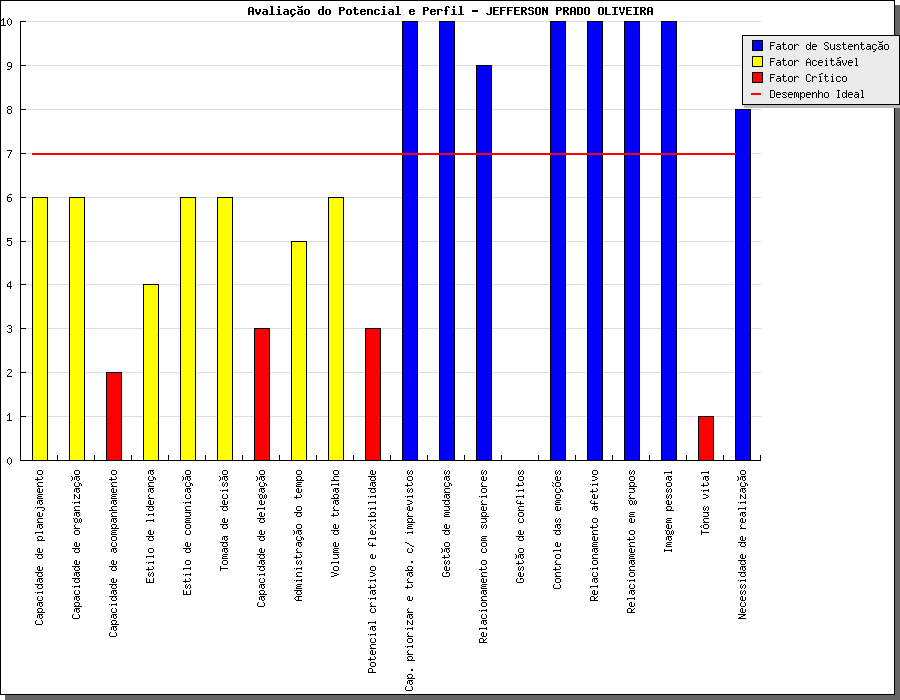 Avaliação do Potencial e Perfil - JEFFERSON PRADO OLIVEIRA
Fator de Sustentação
Fator Aceitável
Fator Crítico
Desempenho Ideal
10
9
8
7
6
5
4
3
2
1
0
Capacidade de planejamento
Capacidade de organização
Capacidade de acompanhamento
Estilo de liderança
Estilo de comunicação
Tomada de decisão
Capacidade de delegação
Administração do tempo
Volume de trabalho
Potencial criativo e flexibilidade
Cap. priorizar e trab. c/ imprevistos
Gestão de mudanças
Relacionamento com superiores
Gestão de conflitos
Controle das emoções
Relacionamento afetivo
Relacionamento em grupos
Imagem pessoal
Tônus vital
Necessidade de realização